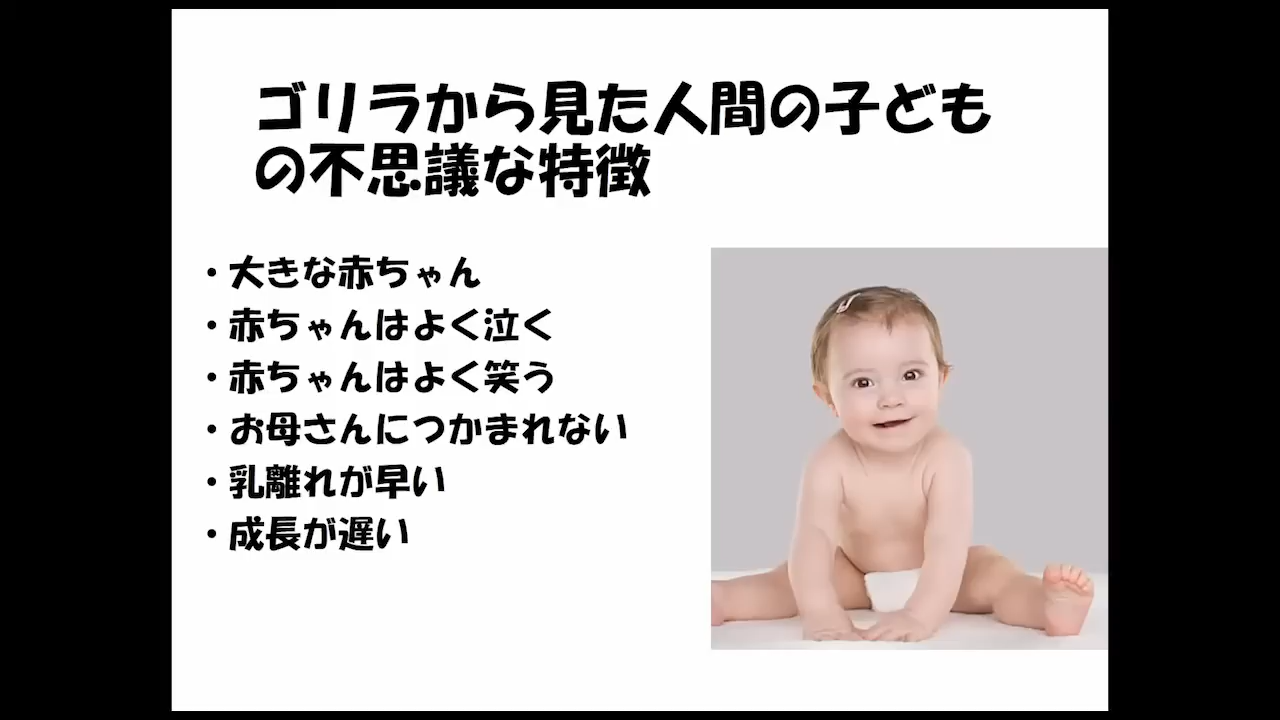 ゴリラから見た人間の子ども
の不思議な特徴
・大きな赤ちゃん
・赤ちゃんはよく泣く
・赤ちゃんはよく笑う
・お母さんにつかまれない
・乳離れが早い
・成長が遅い